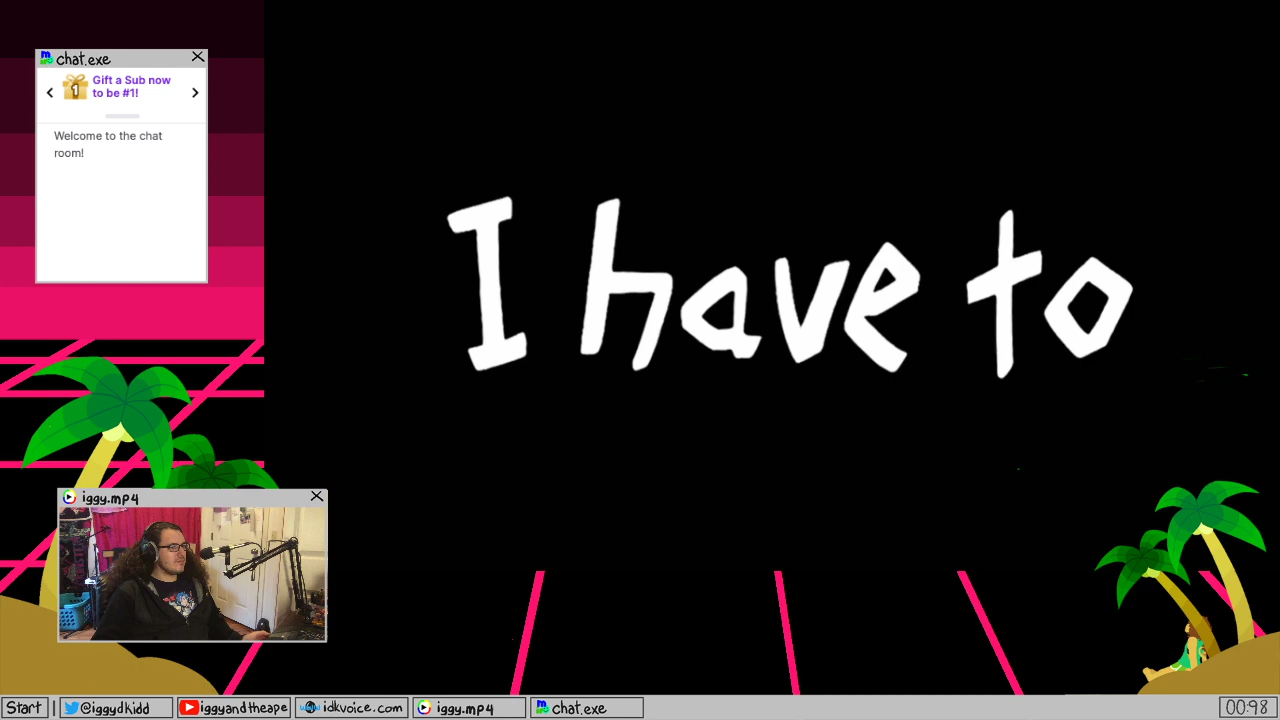 chat.exe
Gift a Sub now
to be #1!
1
Welcome to the chat
room!
I have to
iggy.mp4
Start
@iggydkidd
iggyandtheape
idkvoice.com
iggy.mp4
chat.exe
00:98